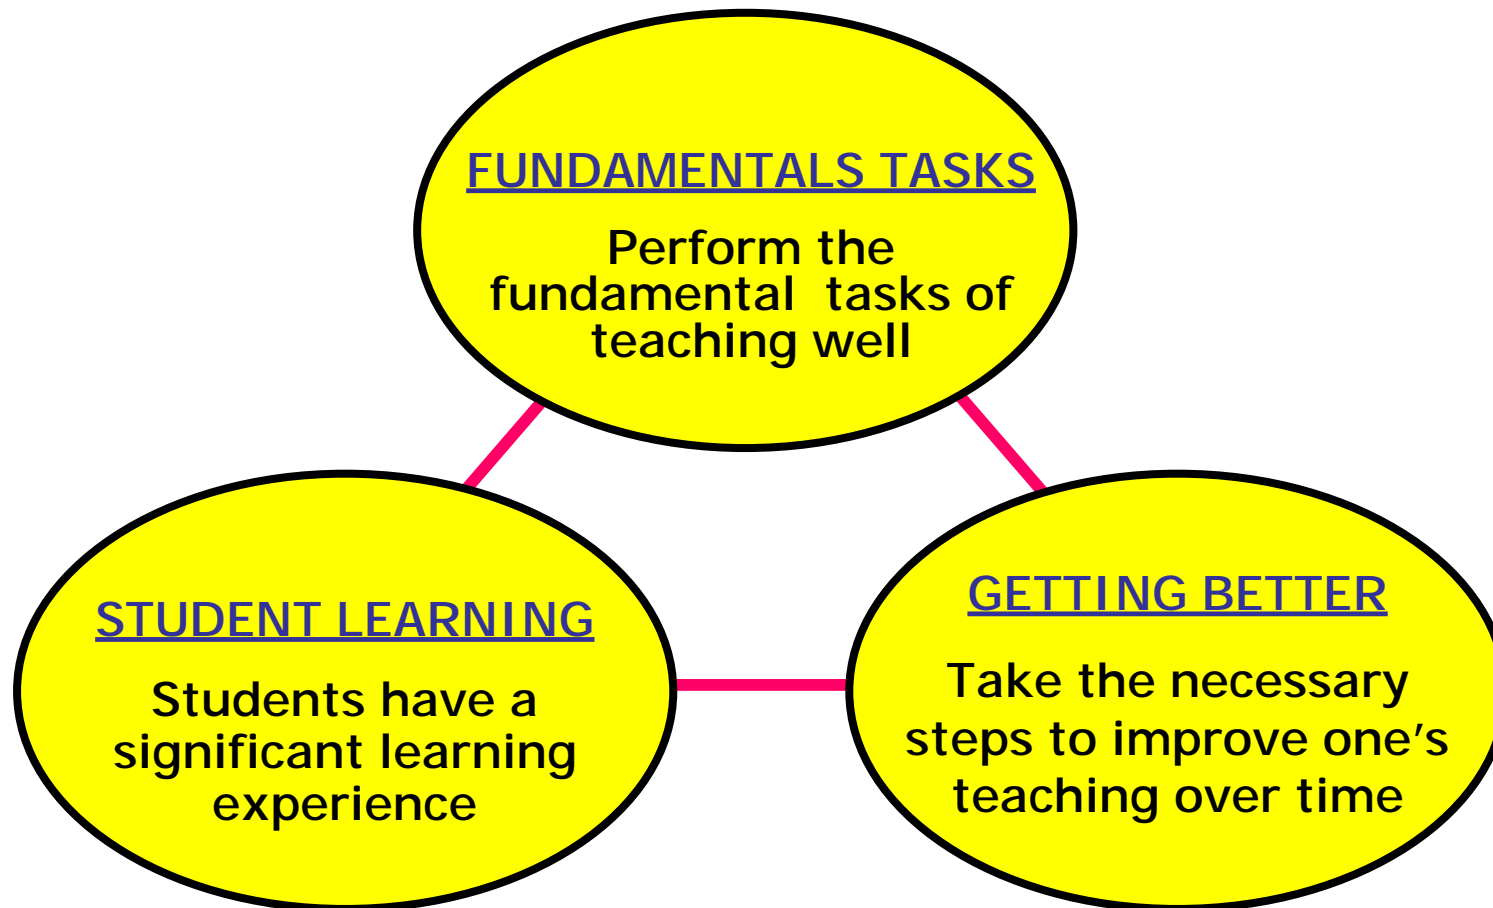 FUNDAMENTALS TASKS
Perform the
fundamental tasks of
teaching well
STUDENT LEARNING
Students have a
significant learning
experience
GETTING BETTER
Take the necessary
steps to improve one’s
teaching over time